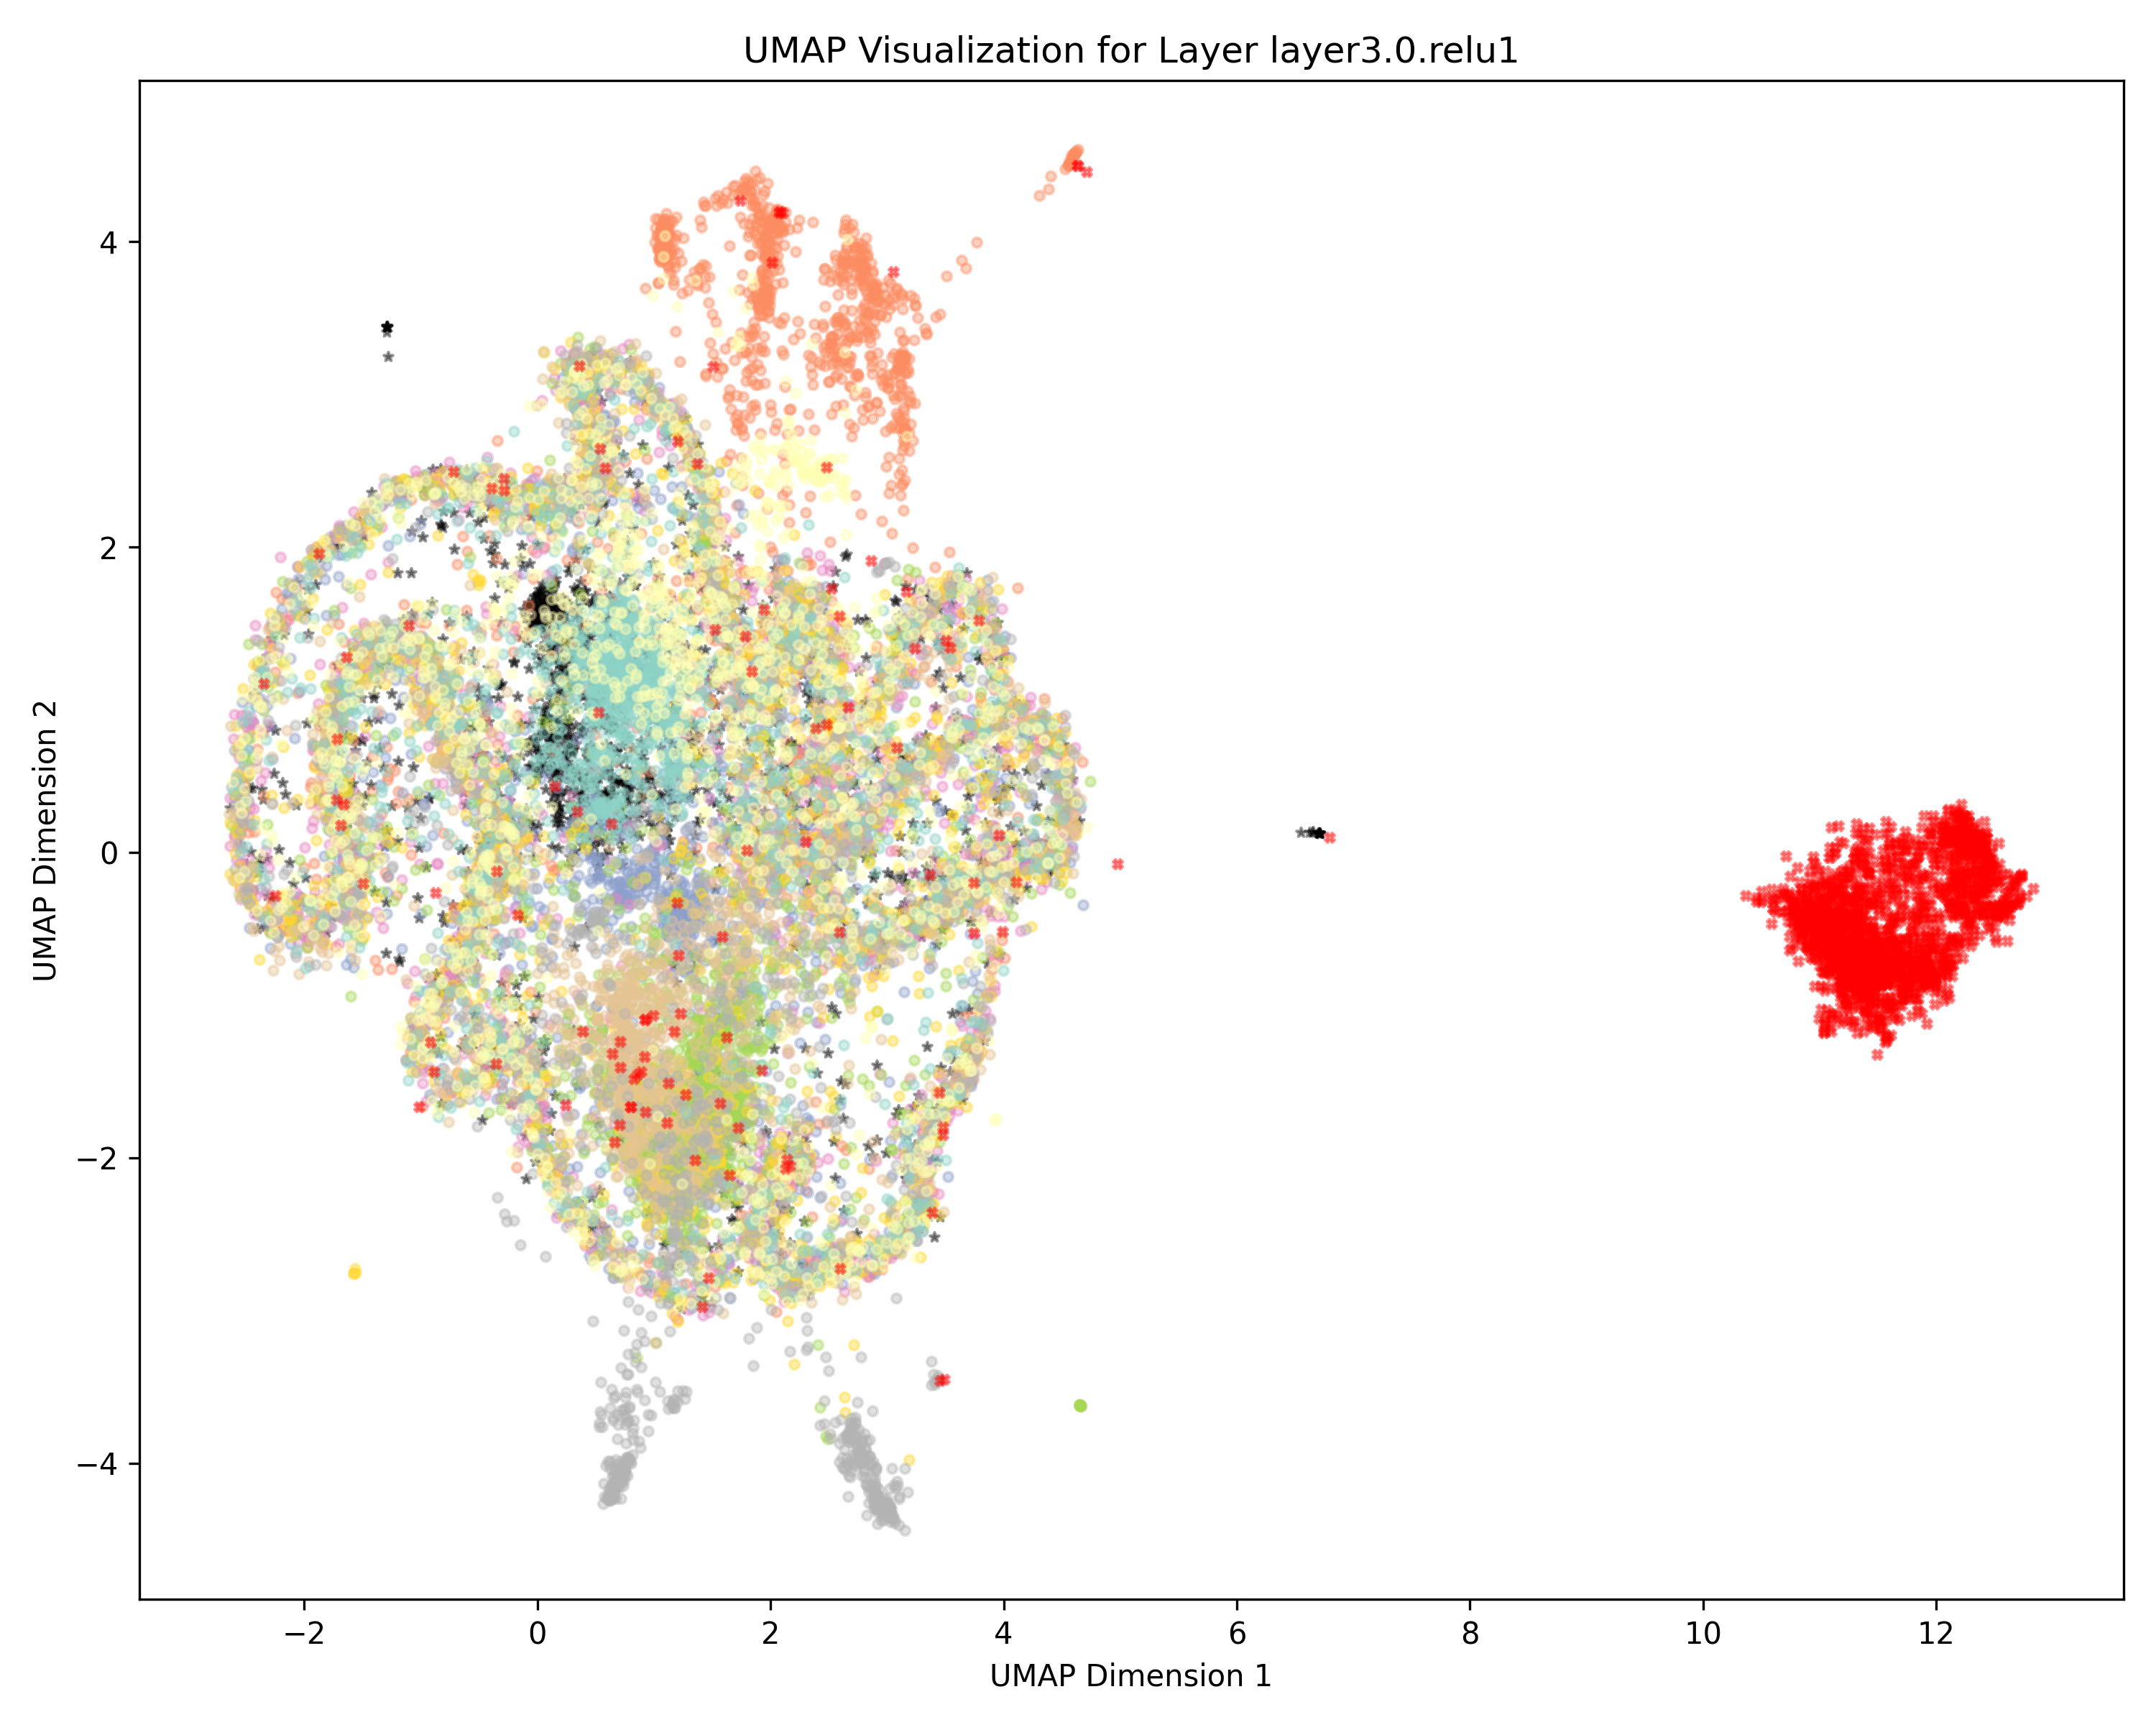 UMAP Visualization for Layer layer3.0.relu1
4
2
0
−2
−4
UMAP Dimension 2
−2 0 2 4 6 8 10 12
UMAP Dimension 1